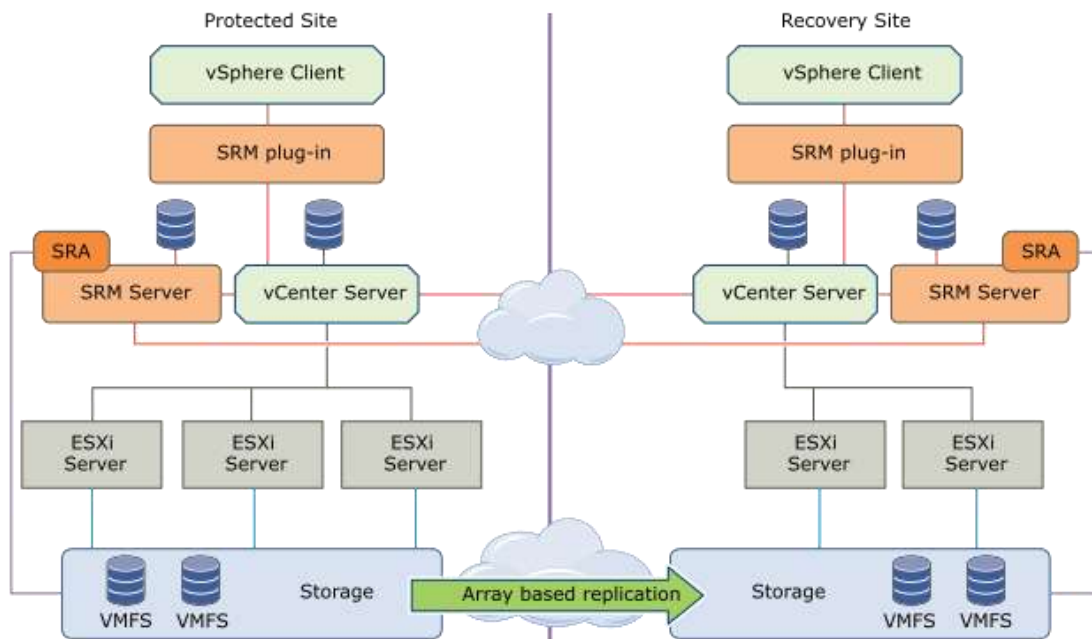 Protected Site
Recovery Site
vSphere Client
vSphere Client
SRM plug-in
SRM plug-in
SRA
SRA
SRM Server
vCenter Server
vCenter Server
SRM Server
ESXi
Server
ESXi
Server
ESXi
Server
ESXi
Server
ESXi
Server
Storage
Array based replication
Storage
VMFS
VMFS
VMFS
VMFS